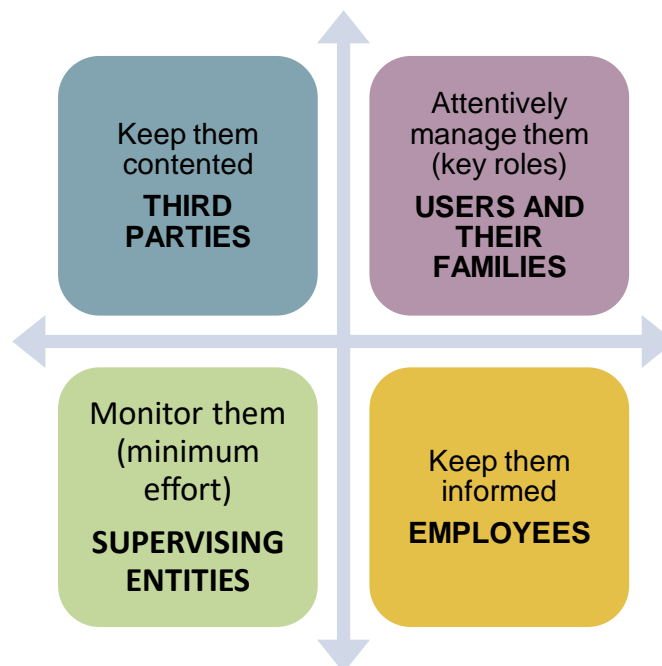 Keep them
contented
THIRD
PARTIES
Attentively
manage them
(key roles)
USERS AND
THEIR
FAMILIES
Monitor them
(minimum
effort)
SUPERVISING
ENTITIES
Keep them
informed
EMPLOYEES